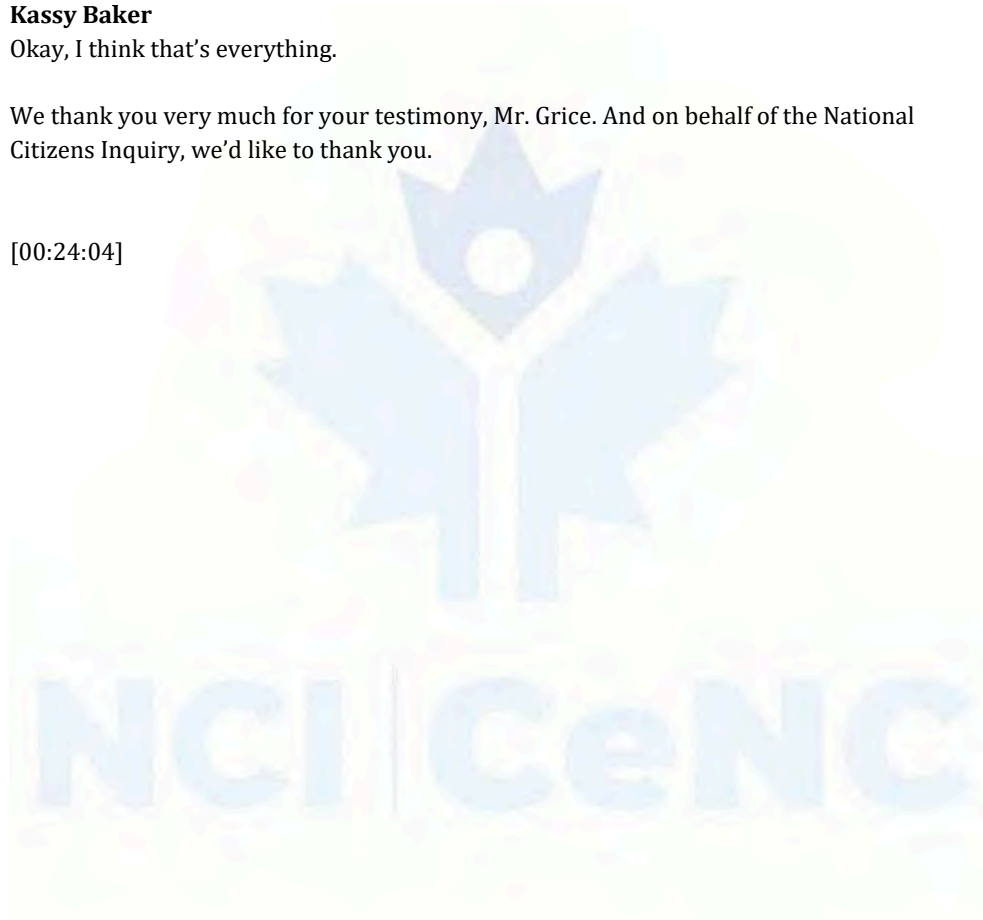 Kassy Baker
Okay, I think that’s everything.
We thank you very much for your testimony, Mr. Grice. And on behalf of the National
Citizens Inquiry, we’d like to thank you.
[00:24:04]
NCI | CeNC